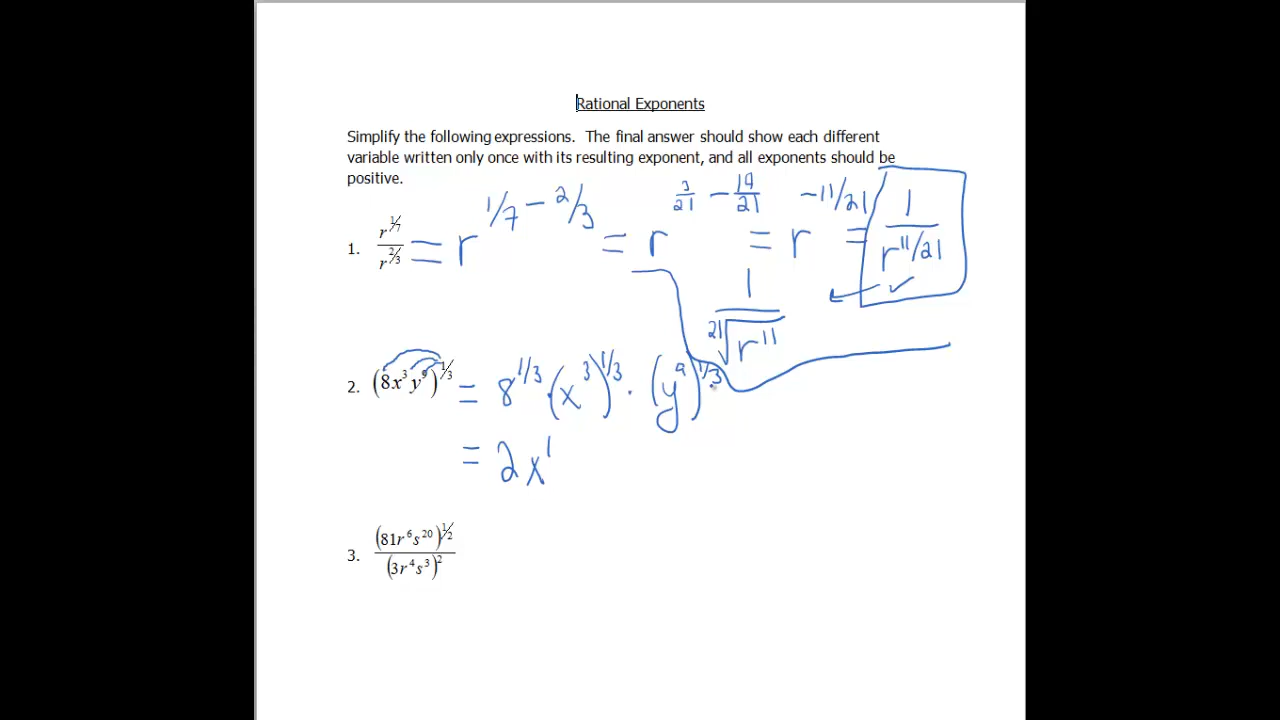 Rational Exponents
Simplify the following expressions. The final answer should show each different
variable written only once with its resulting exponent, and all exponents should be
positive.
1. r^(1/7) / r^(2/3) = r^(1/7 - 2/3) = r^(3/21 - 14/21) = r^(-11/21) = 1 / r^(11/21)
1 / ²¹√r¹¹
2. (8x³y⁹)^(1/3) = 8^(1/3) · (x³)^(1/3) · (y⁹)^(1/3)
= 2x¹
3. (81r⁶s²⁰)^(1/2) / (3r⁴s³)²